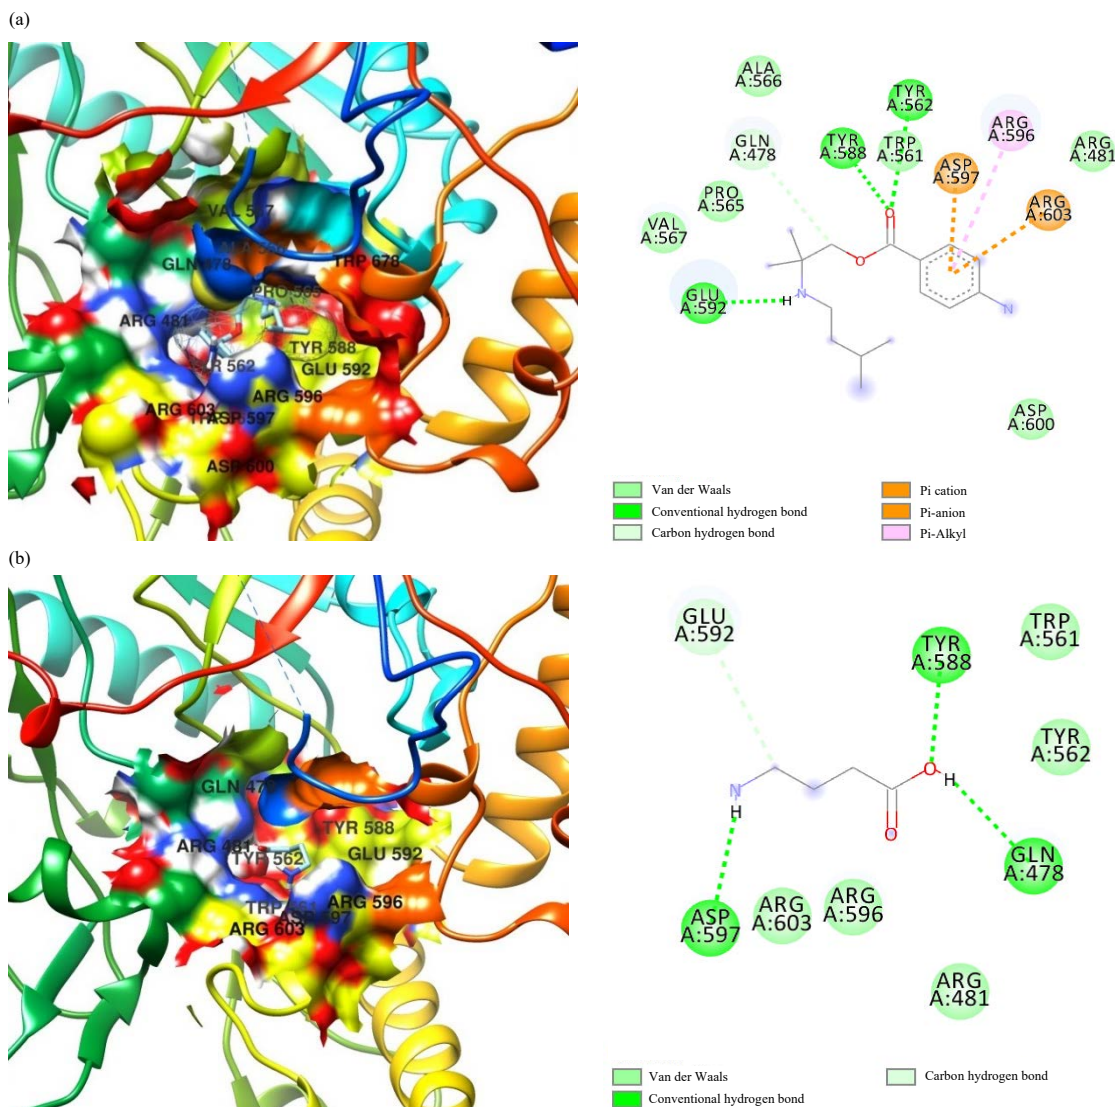 (a)
VAL 567
GLN 478
TRP 678
PRO 565
ARG 481
TYR 588
GLU 592
ARG 596
ARG 603
ASP 597
ASP 600
ALA
A:566
TYR
A:562
GLN
A:478
TYR
A:588
TRP
A:561
ARG
A:596
ARG
A:481
ASP
A:597
PRO
A:565
ARG
A:603
VAL
A:567
O
O
GLU
A:592
H
N
N
ASP
A:600
Van der Waals
Conventional hydrogen bond
Carbon hydrogen bond
Pi cation
Pi-anion
Pi-Alkyl
(b)
TYR 588
ARG 481
TYR 562
GLU 592
ARG 596
ARG 603
GLU
A:592
TYR
A:588
TRP
A:561
TYR
A:562
N
H
O
H
O
GLN
A:478
ASP
A:597
ARG
A:603
ARG
A:596
ARG
A:481
Van der Waals
Conventional hydrogen bond
Carbon hydrogen bond